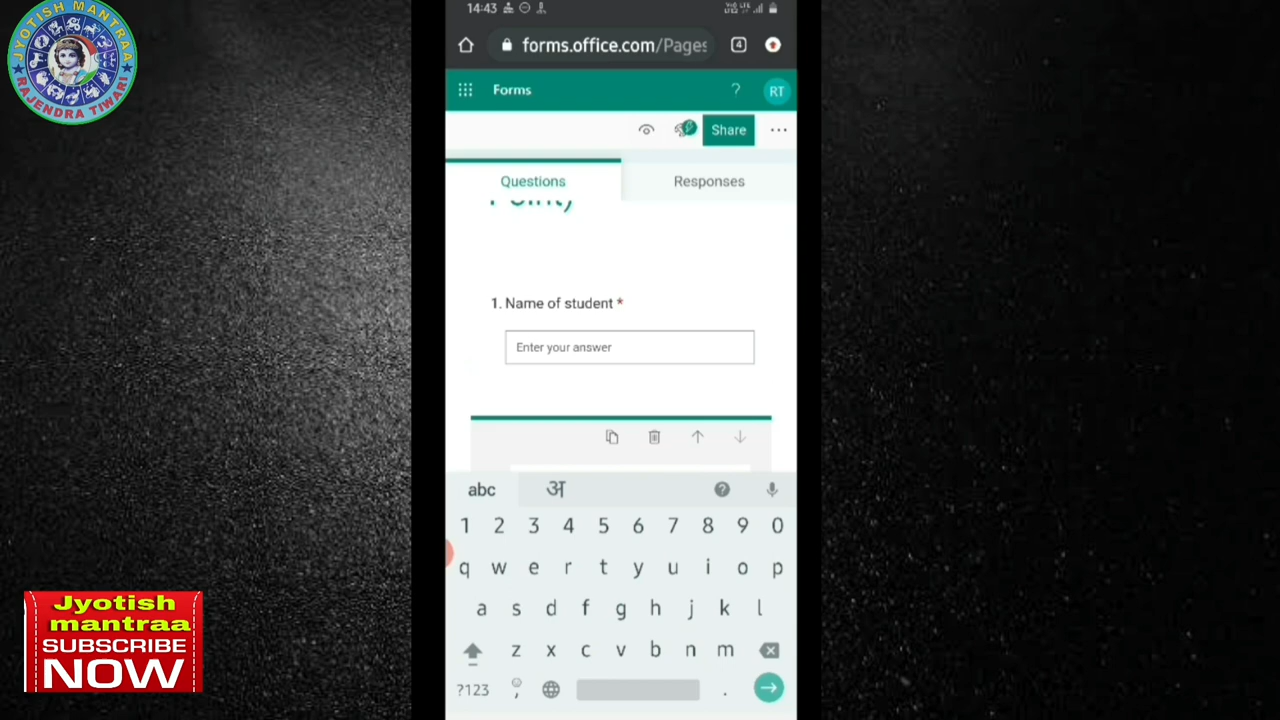 JYOTISH MANTRAA
RAJENDRA TIWARI
14:43
forms.office.com/Pages
4
Forms
?
RT
Share
Questions
Responses
1. Name of student *
Enter your answer
abc
अ
1 2 3 4 5 6 7 8 9 0
q w e r t y u i o p
a s d f g h j k l
z x c v b n m
?123
,
.
Jyotish
mantraa
SUBSCRIBE
NOW